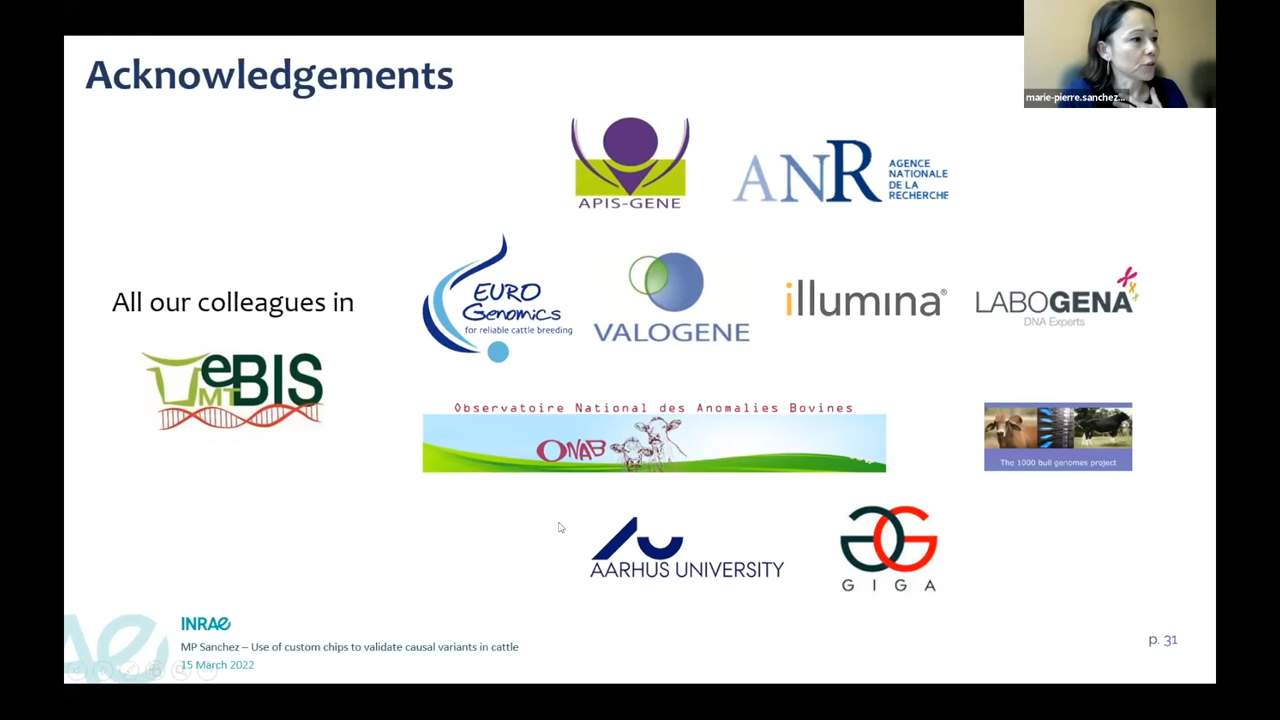 Acknowledgements
marie-pierre.sanchez...
APIS-GENE
ANR
AGENCE
NATIONALE
DE LA
RECHERCHE
All our colleagues in
EURO
Genomics
for reliable cattle breeding
VALOGENE
illumina®
LABOGENA
DNA Experts
UMT eBIS
Observatoire National des Anomalies Bovines
ONAB
The 1000 bull genomes project
AARHUS UNIVERSITY
GIGA
INRAE
MP Sanchez – Use of custom chips to validate causal variants in cattle
15 March 2022
p. 31